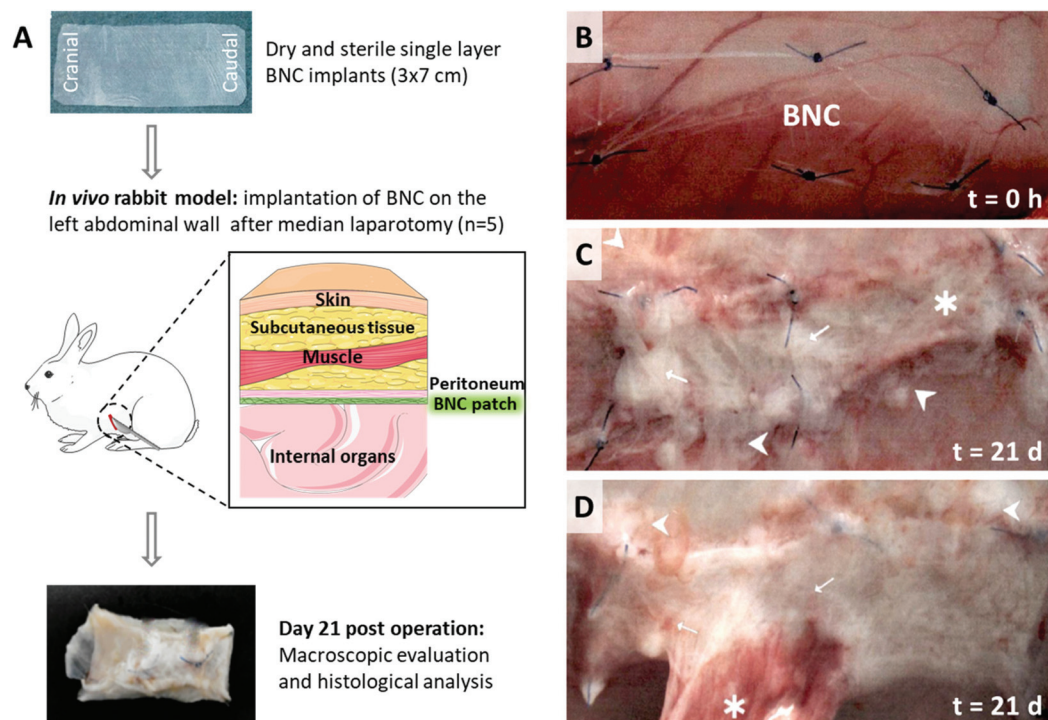 A
Cranial
Caudal
Dry and sterile single layer
BNC implants (3x7 cm)
In vivo rabbit model: implantation of BNC on the
left abdominal wall after median laparotomy (n=5)
Skin
Subcutaneous tissue
Muscle
Peritoneum
BNC patch
Internal organs
Day 21 post operation:
Macroscopic evaluation
and histological analysis
B
BNC
t = 0 h
C
*
t = 21 d
D
*
t = 21 d